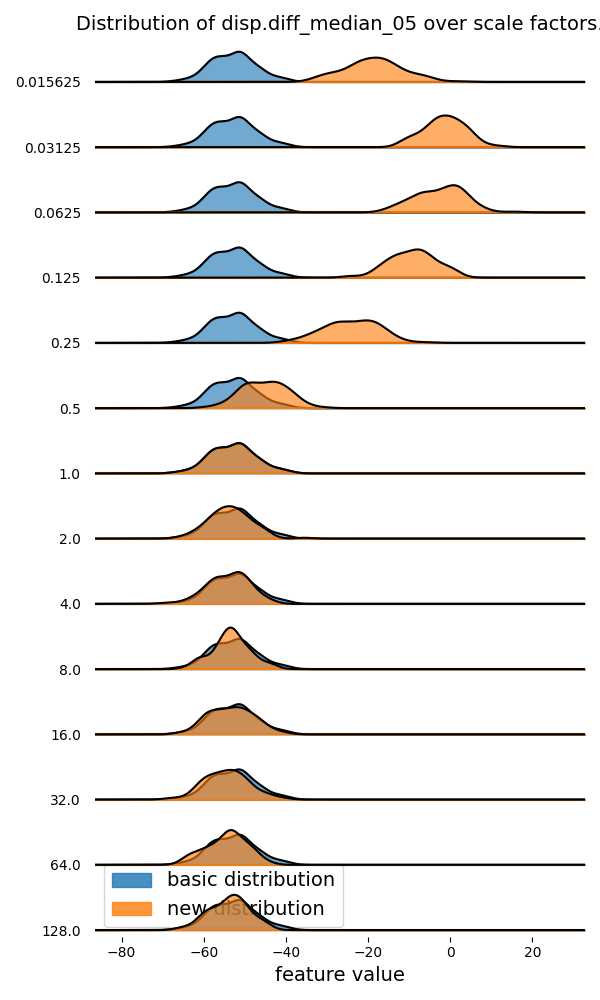 Distribution of disp.diff_median_05 over scale factors.
0.015625
0.03125
0.0625
0.125
0.25
0.5
1.0
2.0
4.0
8.0
16.0
32.0
64.0
basic distribution
new distribution
128.0
−80 −60 −40 −20 0 20
feature value